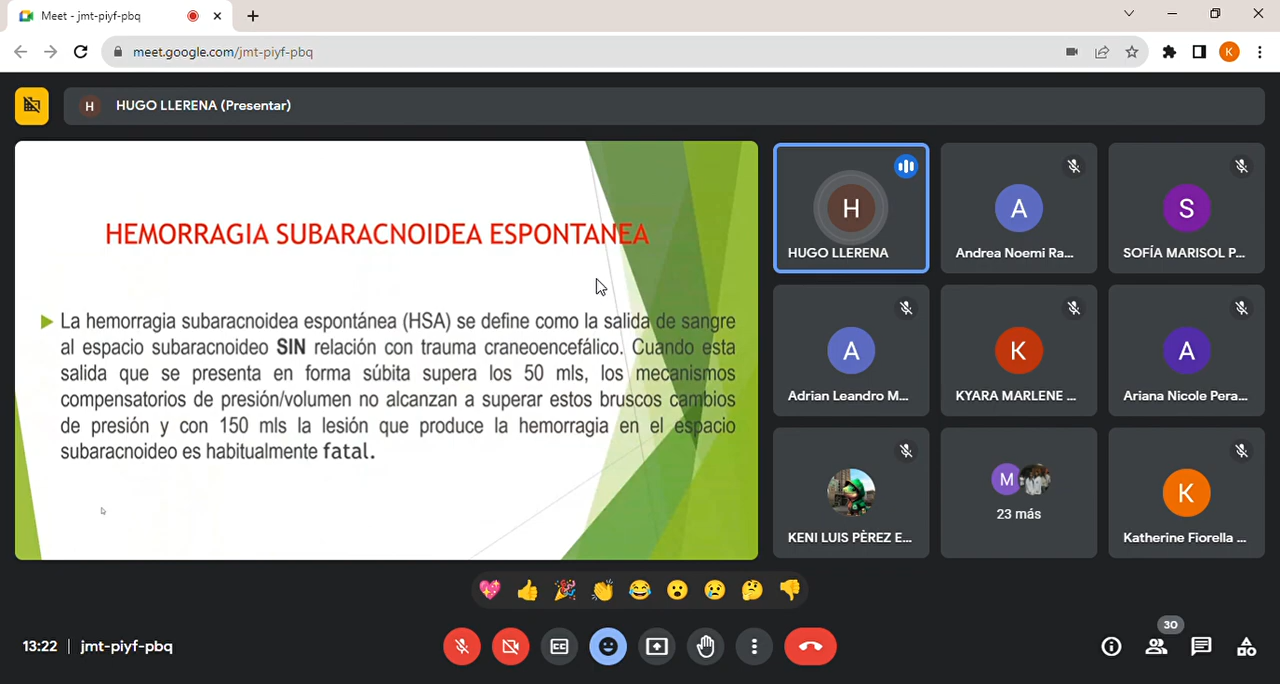 Meet - jmt-piyf-pbq
meet.google.com/jmt-piyf-pbq
K
H
HUGO LLERENA (Presentar)
HEMORRAGIA SUBARACNOIDEA ESPONTANEA
La hemorragia subaracnoidea espontánea (HSA) se define como la salida de sangre
al espacio subaracnoideo SIN relación con trauma craneoencefálico. Cuando esta
salida que se presenta en forma súbita supera los 50 mls, los mecanismos
compensatorios de presión/volumen no alcanzan a superar estos bruscos cambios
de presión y con 150 mls la lesión que produce la hemorragia en el espacio
subaracnoideo es habitualmente fatal.
H
HUGO LLERENA
A
Andrea Noemi Ra...
S
SOFÍA MARISOL P...
A
Adrian Leandro M...
K
KYARA MARLENE ...
A
Ariana Nicole Pera...
KENI LUIS PÈREZ E...
M
23 más
K
Katherine Fiorella ...
13:22
jmt-piyf-pbq
30